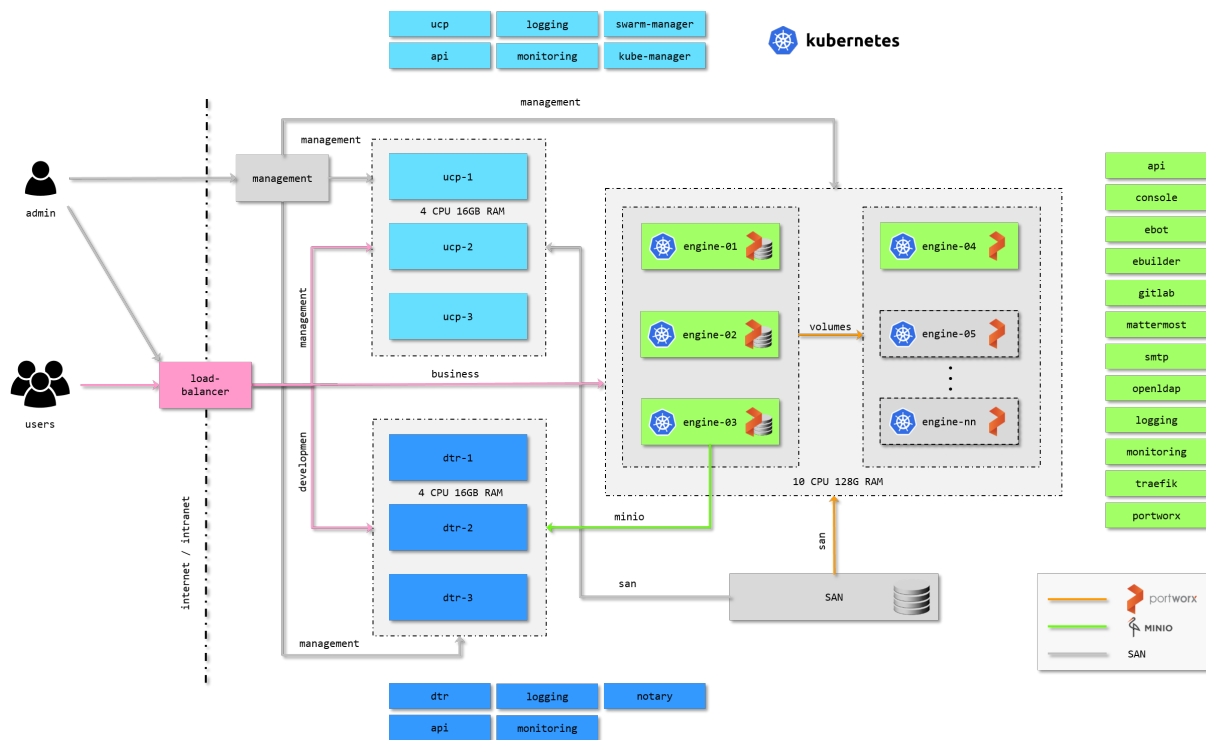 ucp
logging
swarm-manager
api
monitoring
kube-manager
kubernetes
management
management
admin
management
ucp-1
4 CPU 16GB RAM
ucp-2
ucp-3
management
engine-01
engine-02
engine-03
volumes
engine-04
engine-05
engine-nn
10 CPU 128G RAM
users
load-
balancer
business
developmen
internet / intranet
dtr-1
4 CPU 16GB RAM
dtr-2
dtr-3
minio
san
san
SAN
management
dtr
logging
notary
api
monitoring
api
console
ebot
ebuilder
gitlab
mattermost
smtp
openldap
logging
monitoring
traefik
portworx
portworx
MINIO
SAN